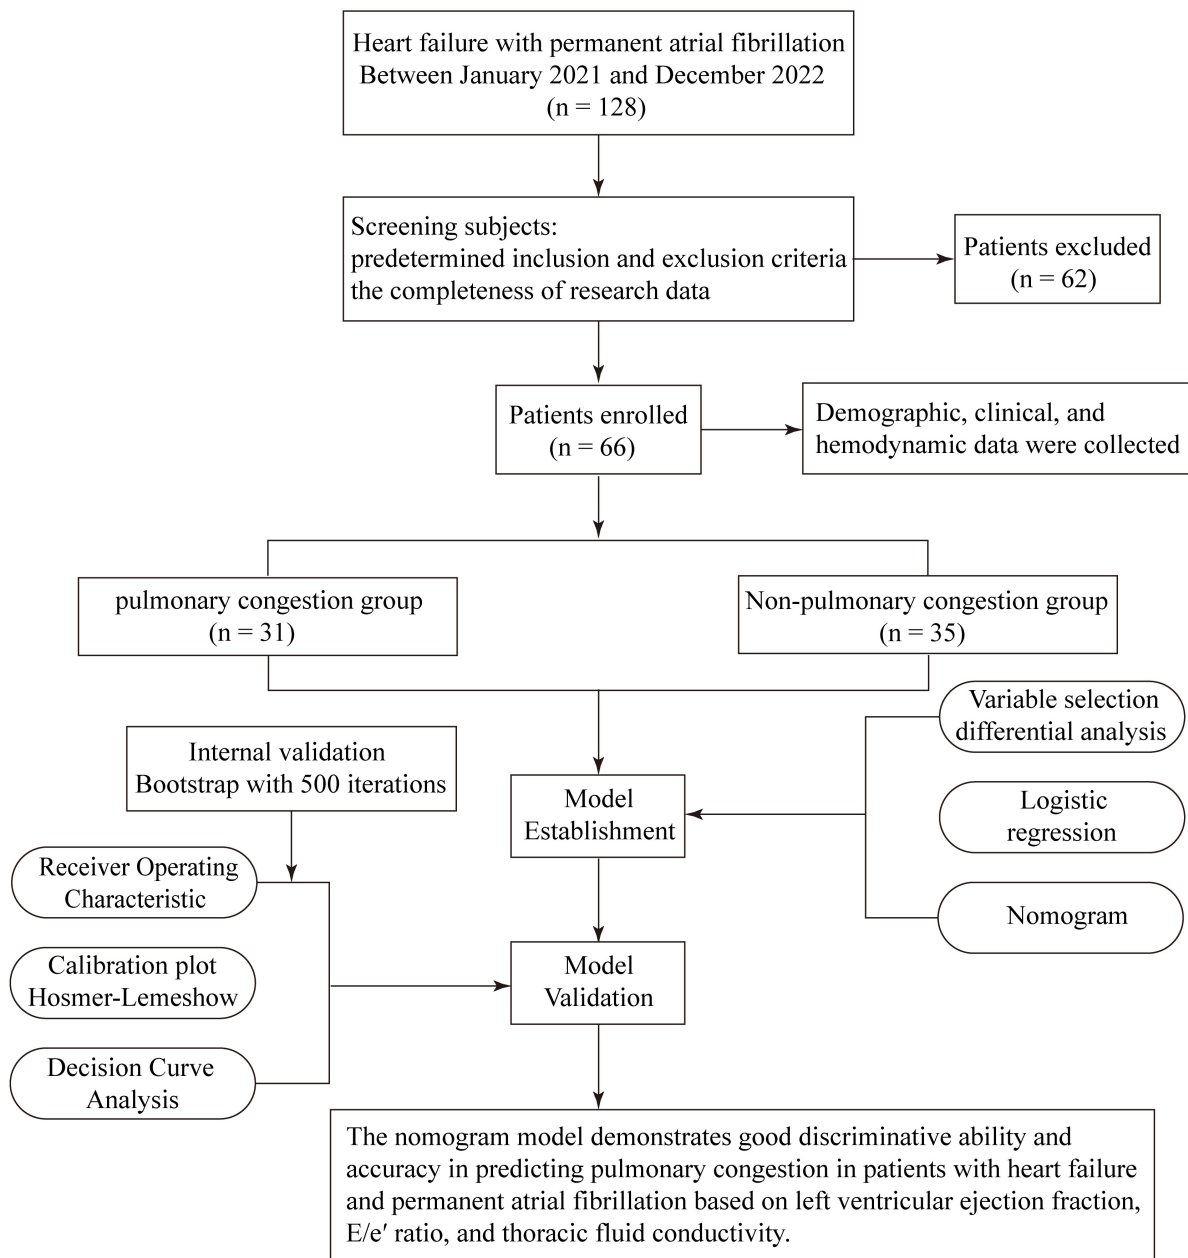 Heart failure with permanent atrial fibrillation
Between January 2021 and December 2022
(n = 128)
Screening subjects:
predetermined inclusion and exclusion criteria
the completeness of research data
Patients excluded
(n = 62)
Patients enrolled
(n = 66)
Demographic, clinical, and
hemodynamic data were collected
pulmonary congestion group
(n = 31)
Non-pulmonary congestion group
(n = 35)
Internal validation
Bootstrap with 500 iterations
Model
Establishment
Variable selection
differential analysis
Logistic
regression
Nomogram
Receiver Operating
Characteristic
Calibration plot
Hosmer-Lemeshow
Decision Curve
Analysis
Model
Validation
The nomogram model demonstrates good discriminative ability and
accuracy in predicting pulmonary congestion in patients with heart failure
and permanent atrial fibrillation based on left ventricular ejection fraction,
E/e′ ratio, and thoracic fluid conductivity.